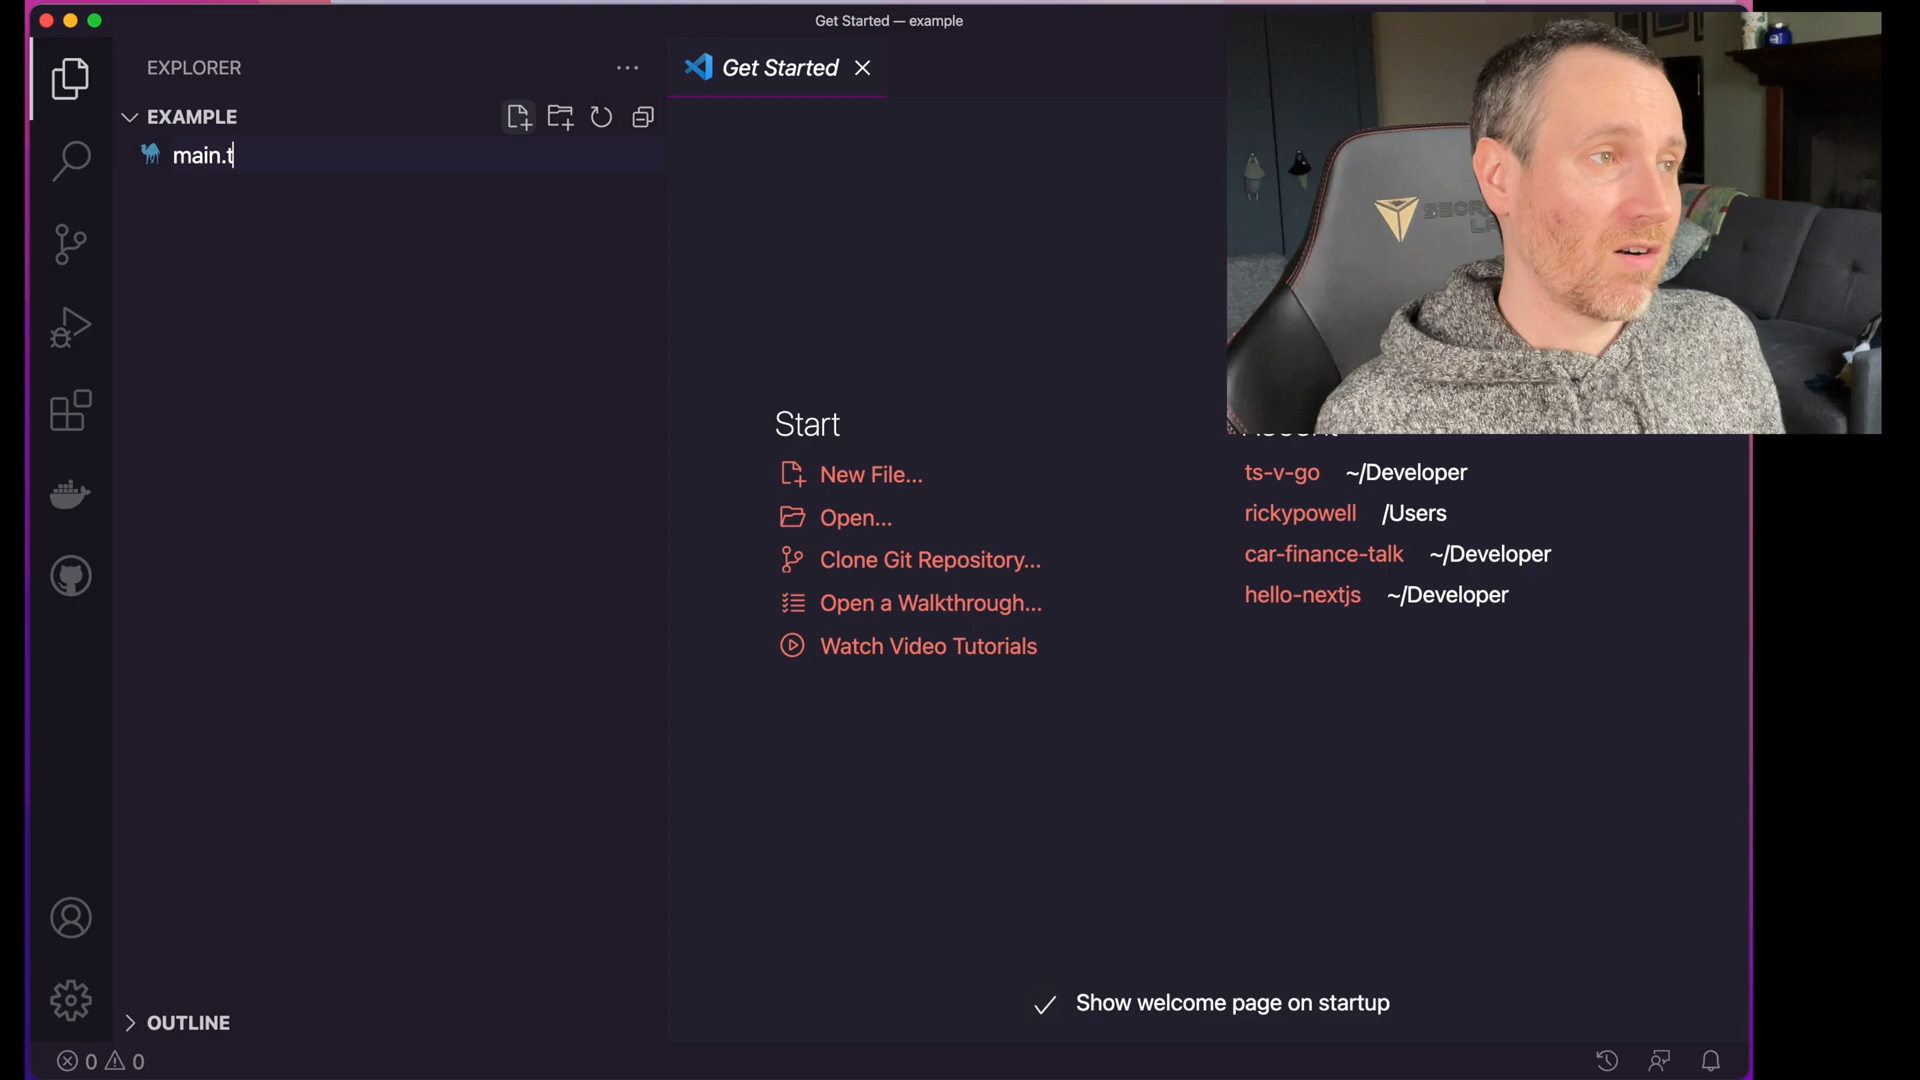 Get Started — example
EXPLORER
Get Started
EXAMPLE
main.t
Start
New File...
Open...
Clone Git Repository...
Open a Walkthrough...
Watch Video Tutorials
ts-v-go ~/Developer
rickypowell /Users
car-finance-talk ~/Developer
hello-nextjs ~/Developer
Show welcome page on startup
OUTLINE
0 0